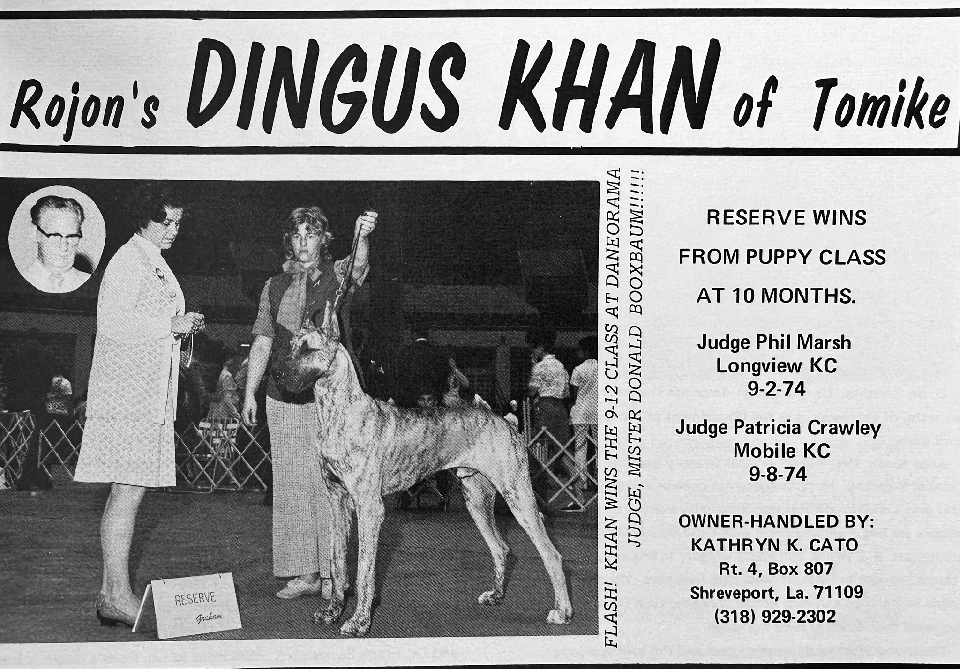 Rojon's DINGUS KHAN of Tomike
FLASH! KHAN WINS THE 9-12 CLASS AT DANEORAMA
JUDGE, MISTER DONALD BOOXBAUM!!!!!!
RESERVE WINS
FROM PUPPY CLASS
AT 10 MONTHS.
Judge Phil Marsh
Longview KC
9-2-74
Judge Patricia Crawley
Mobile KC
9-8-74
OWNER-HANDLED BY:
KATHRYN K. CATO
Rt. 4, Box 807
Shreveport, La. 71109
(318) 929-2302
RESERVE
Graham